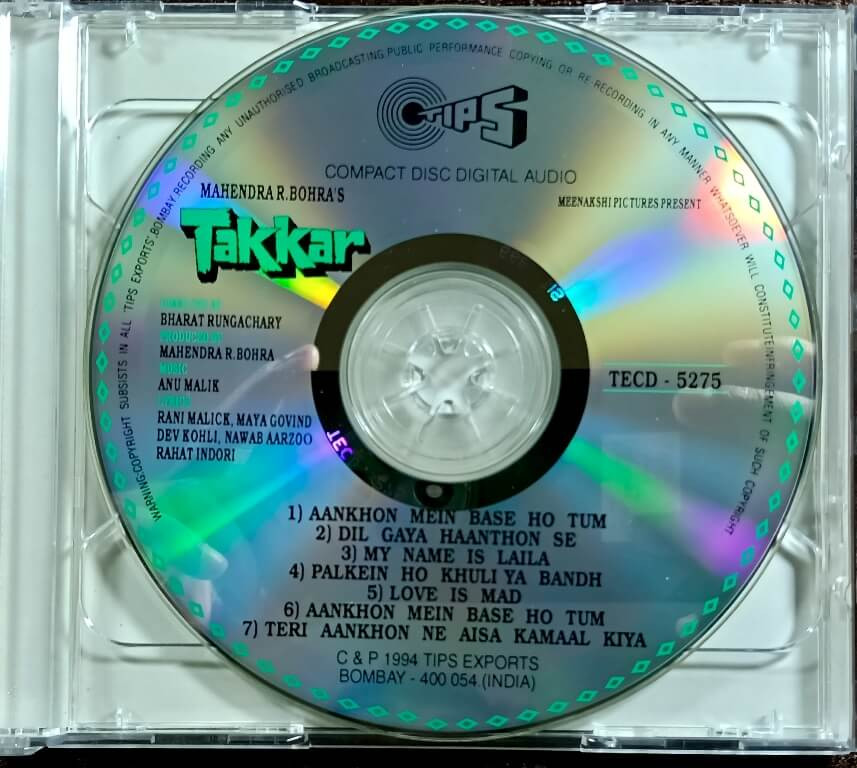 WARNING:COPYRIGHT SUBSISTS IN ALL 'TIPS EXPORTS'.BOMBAY.RECORDING ANY UNAUTHORISED BROADCASTING.PUBLIC PERFORMANCE COPYING OR RE-RECORDING IN ANY MANNER WHATSOEVER WILL CONSTITUTE INFRINGEMENT OF SUCH COPYRIGHT
TIPS
COMPACT DISC DIGITAL AUDIO
MAHENDRA R.BOHRA'S
MEENAKSHI PICTURES PRESENT
Takkar
BHARAT RUNGACHARY
PRODUCED BY
MAHENDRA R.BOHRA
MUSIC
ANU MALIK
RANI MALICK, MAYA GOVIND
DEV KOHLI, NAWAB AARZOO
RAHAT INDORI
TECD - 5275
1) AANKHON MEIN BASE HO TUM
2) DIL GAYA HAANTHON SE
3) MY NAME IS LAILA
4) PALKEIN HO KHULI YA BANDH
5) LOVE IS MAD
6) AANKHON MEIN BASE HO TUM
7) TERI AANKHON NE AISA KAMAAL KIYA
C & P 1994 TIPS EXPORTS
BOMBAY - 400 054.(INDIA)